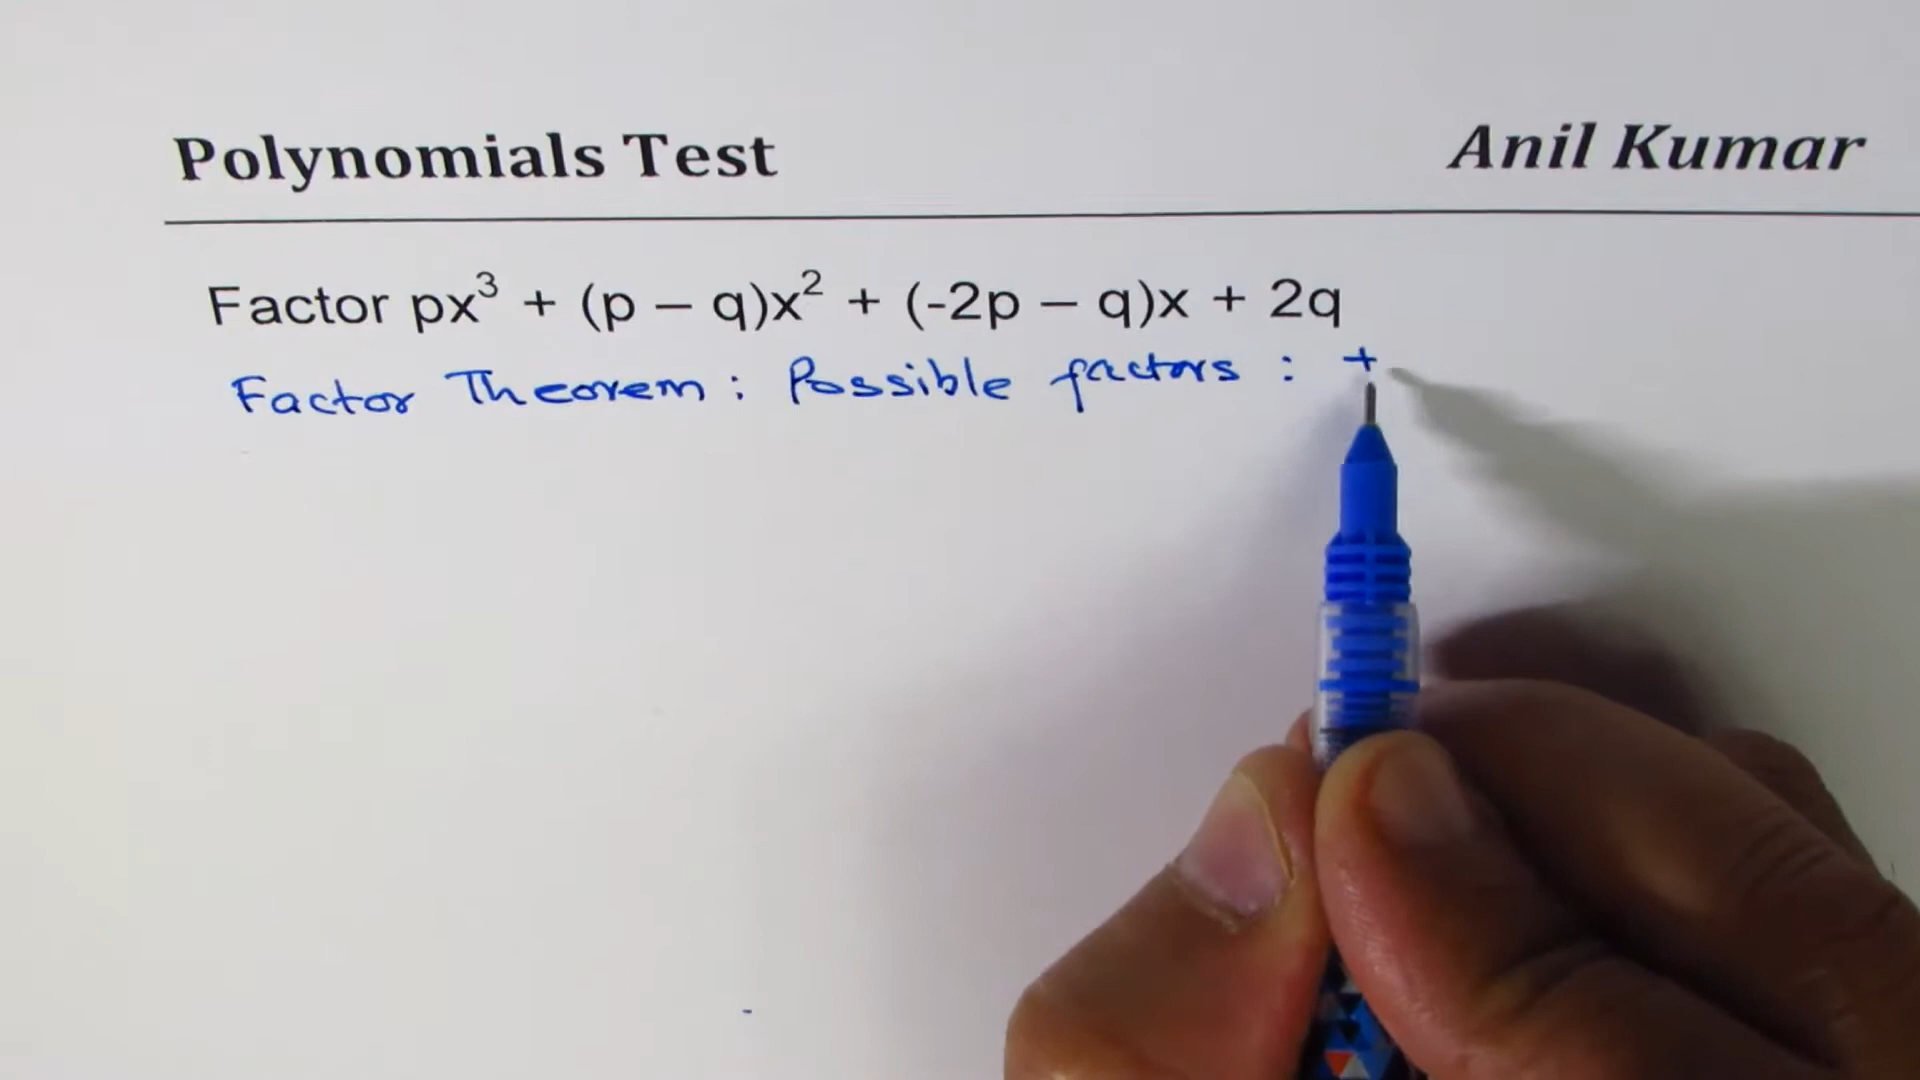 Polynomials Test Anil Kumar
Factor px³ + (p – q)x² + (-2p – q)x + 2q
Factor Theorem : Possible factors : +